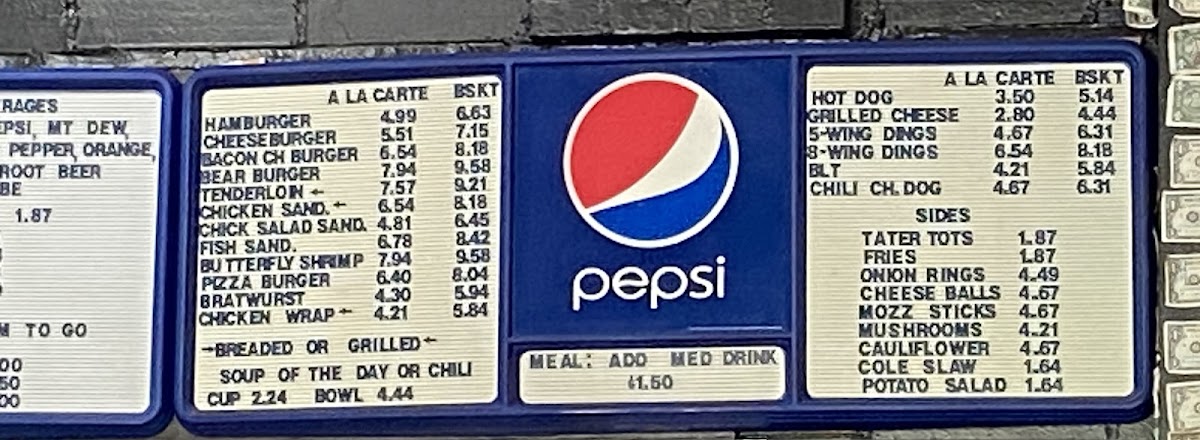 ERAGES
EPSI, MT DEW,
PEPPER, ORANGE,
ROOT BEER
BE
1.87
M TO GO
00
50
00
A LA CARTE BSKT
HAMBURGER 4.99 6.63
CHEESEBURGER 5.51 7.15
BACON CH BURGER 6.54 8.18
BEAR BURGER 7.94 9.58
TENDERLOIN ← 7.57 9.21
CHICKEN SAND. ← 6.54 8.18
CHICK SALAD SAND. 4.81 6.45
FISH SAND. 6.78 8.42
BUTTERFLY SHRIMP 7.94 9.58
PIZZA BURGER 6.40 8.04
BRATWURST 4.30 5.94
CHICKEN WRAP ← 4.21 5.84
→BREADED OR GRILLED←
SOUP OF THE DAY OR CHILI
CUP 2.24 BOWL 4.44
pepsi
MEAL: ADD MED DRINK
$1.50
A LA CARTE BSKT
HOT DOG 3.50 5.14
GRILLED CHEESE 2.80 4.44
5-WING DINGS 4.67 6.31
8-WING DINGS 6.54 8.18
BLT 4.21 5.84
CHILI CH. DOG 4.67 6.31
SIDES
TATER TOTS 1.87
FRIES 1.87
ONION RINGS 4.49
CHEESE BALLS 4.67
MOZZ STICKS 4.67
MUSHROOMS 4.21
CAULIFLOWER 4.67
COLE SLAW 1.64
POTATO SALAD 1.64